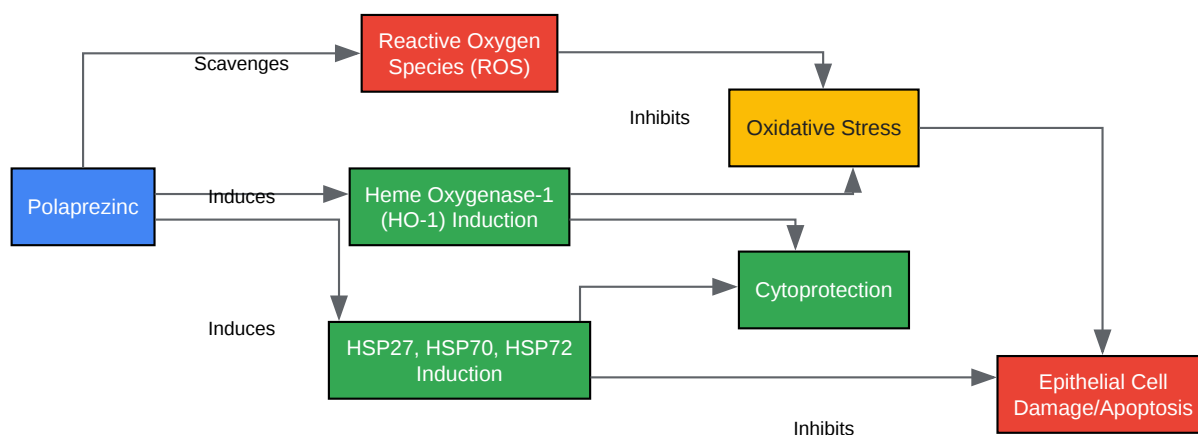 Reactive Oxygen
Species (ROS)
Scavenges
Inhibits
Oxidative Stress
Polaprezinc
Induces
Heme Oxygenase-1
(HO-1) Induction
Cytoprotection
Induces
HSP27, HSP70, HSP72
Induction
Epithelial Cell
Damage/Apoptosis
Inhibits